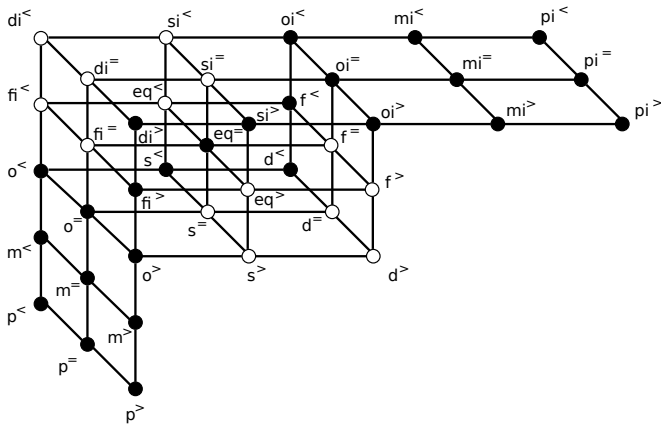 di<
si<
oi<
mi<
pi<
di=
si=
oi=
mi=
pi=
fi<
eq<
f<
si>
oi>
mi>
pi>
fi=
di>
eq=
f=
o<
s<
d<
fi>
eq>
f>
o=
s=
d=
m<
o>
s>
d>
m=
p<
m>
p=
p>